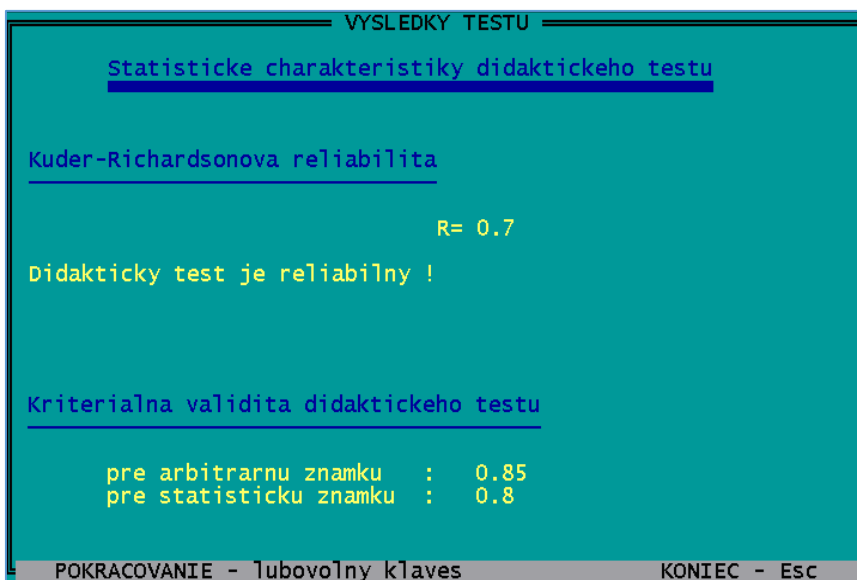 VYSLEDKY TESTU
Statisticke charakteristiky didaktickeho testu
Kuder-Richardsonova reliabilita
R= 0.7
Didakticky test je reliabilny !
Kriterialna validita didaktickeho testu
pre arbitrarnu znamku : 0.85
pre statisticku znamku : 0.8
POKRACOVANIE - lubovolny klaves KONIEC - Esc